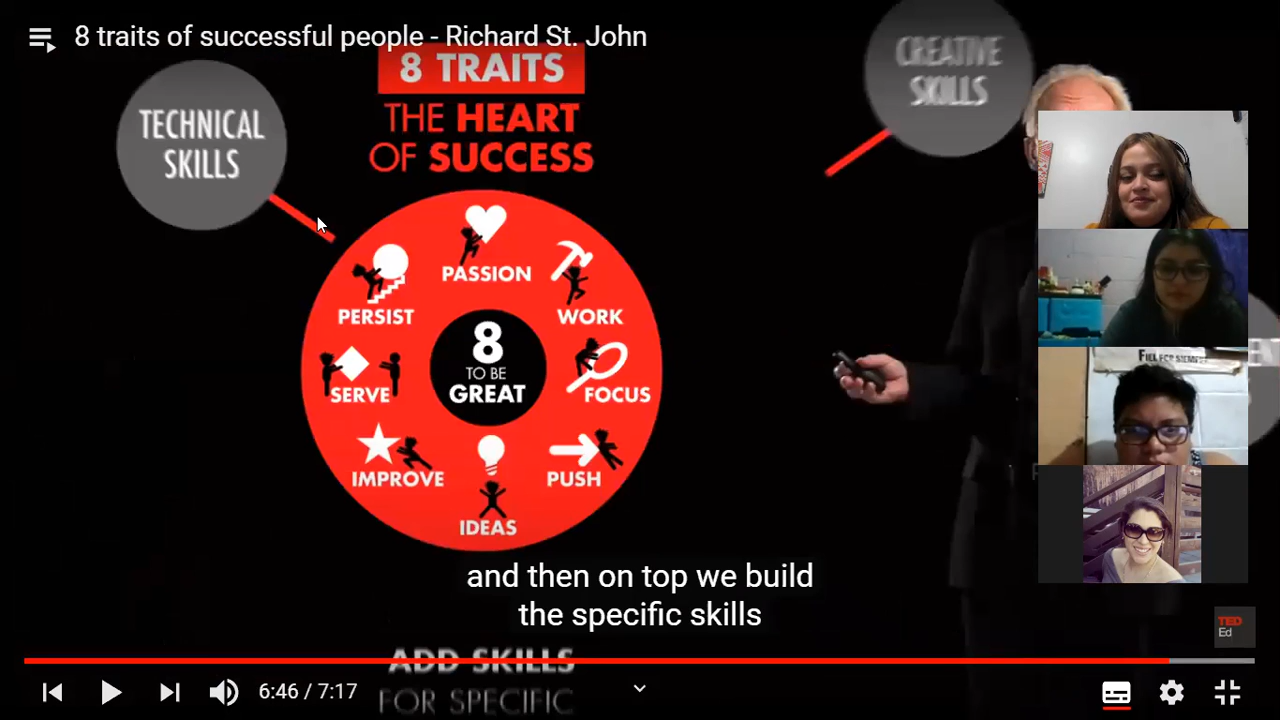 8 traits of successful people - Richard St. John
8 TRAITS
THE HEART
OF SUCCESS
TECHNICAL
SKILLS
CREATIVE
SKILLS
PASSION
WORK
PERSIST
8
TO BE
GREAT
SERVE
FOCUS
IMPROVE
PUSH
IDEAS
and then on top we build
the specific skills
ADD SKILLS
FOR SPECIFIC
TED
Ed
6:46 / 7:17